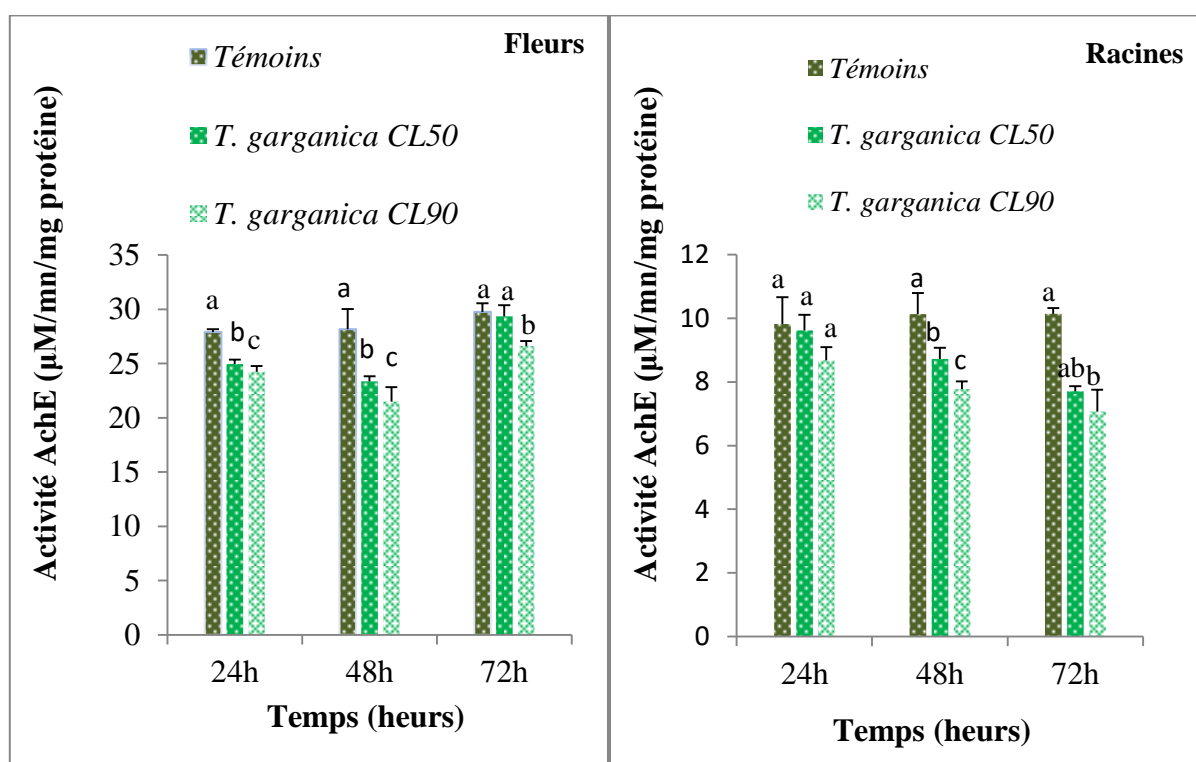 Fleurs
Témoins
T. garganica CL50
T. garganica CL90
Activité AchE (µM/mn/mg protéine)
35
30
25
20
15
10
5
0
a
b
c
a
b
c
a
a
b
24h
48h
72h
Temps (heurs)
Racines
Témoins
T. garganica CL50
T. garganica CL90
Activité AchE (µM/mn/mg protéine)
12
10
8
6
4
2
0
a
a
a
a
b
c
a
ab
b
24h
48h
72h
Temps (heurs)